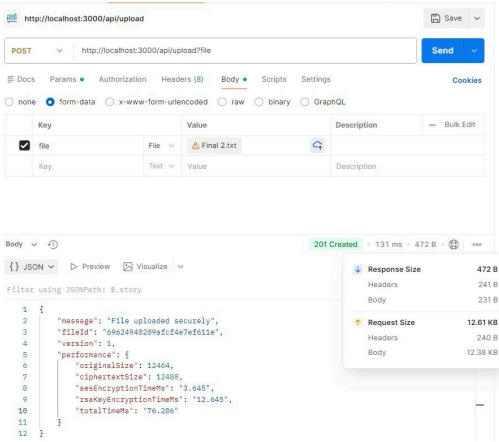 http://localhost:3000/api/upload
Save
POST http://localhost:3000/api/upload?file Send
Docs Params Authorization Headers (8) Body Scripts Settings Cookies
none form-data x-www-form-urlencoded raw binary GraphQL
Key Value Description Bulk Edit
file File Final 2.txt
Key Text Value Description
Body 201 Created 131 ms 472 B
{} JSON Preview Visualize
Response Size 472 B
Headers 241 B
Body 231 B
Request Size 12.61 KB
Headers 240 B
Body 12.38 KB
Filter using JSONPath: $.story
1 {
2 "message": "File uploaded securely",
3 "fileId": "69624940209afcf4e7ef611e",
4 "version": 1,
5 "performance": {
6 "originalSize": 12464,
7 "ciphertextSize": 12480,
8 "aesEncryptionTimeMs": "3.645",
9 "rsaKeyEncryptionTimeMs": "12.645",
10 "totalTimeMs": "76.286"
11 }
12 }